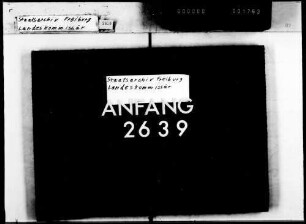 Staatsarchiv Freiburg
Landeskommissär
Staatsarchiv Freiburg
Landeskommissär
ANFANG
2639